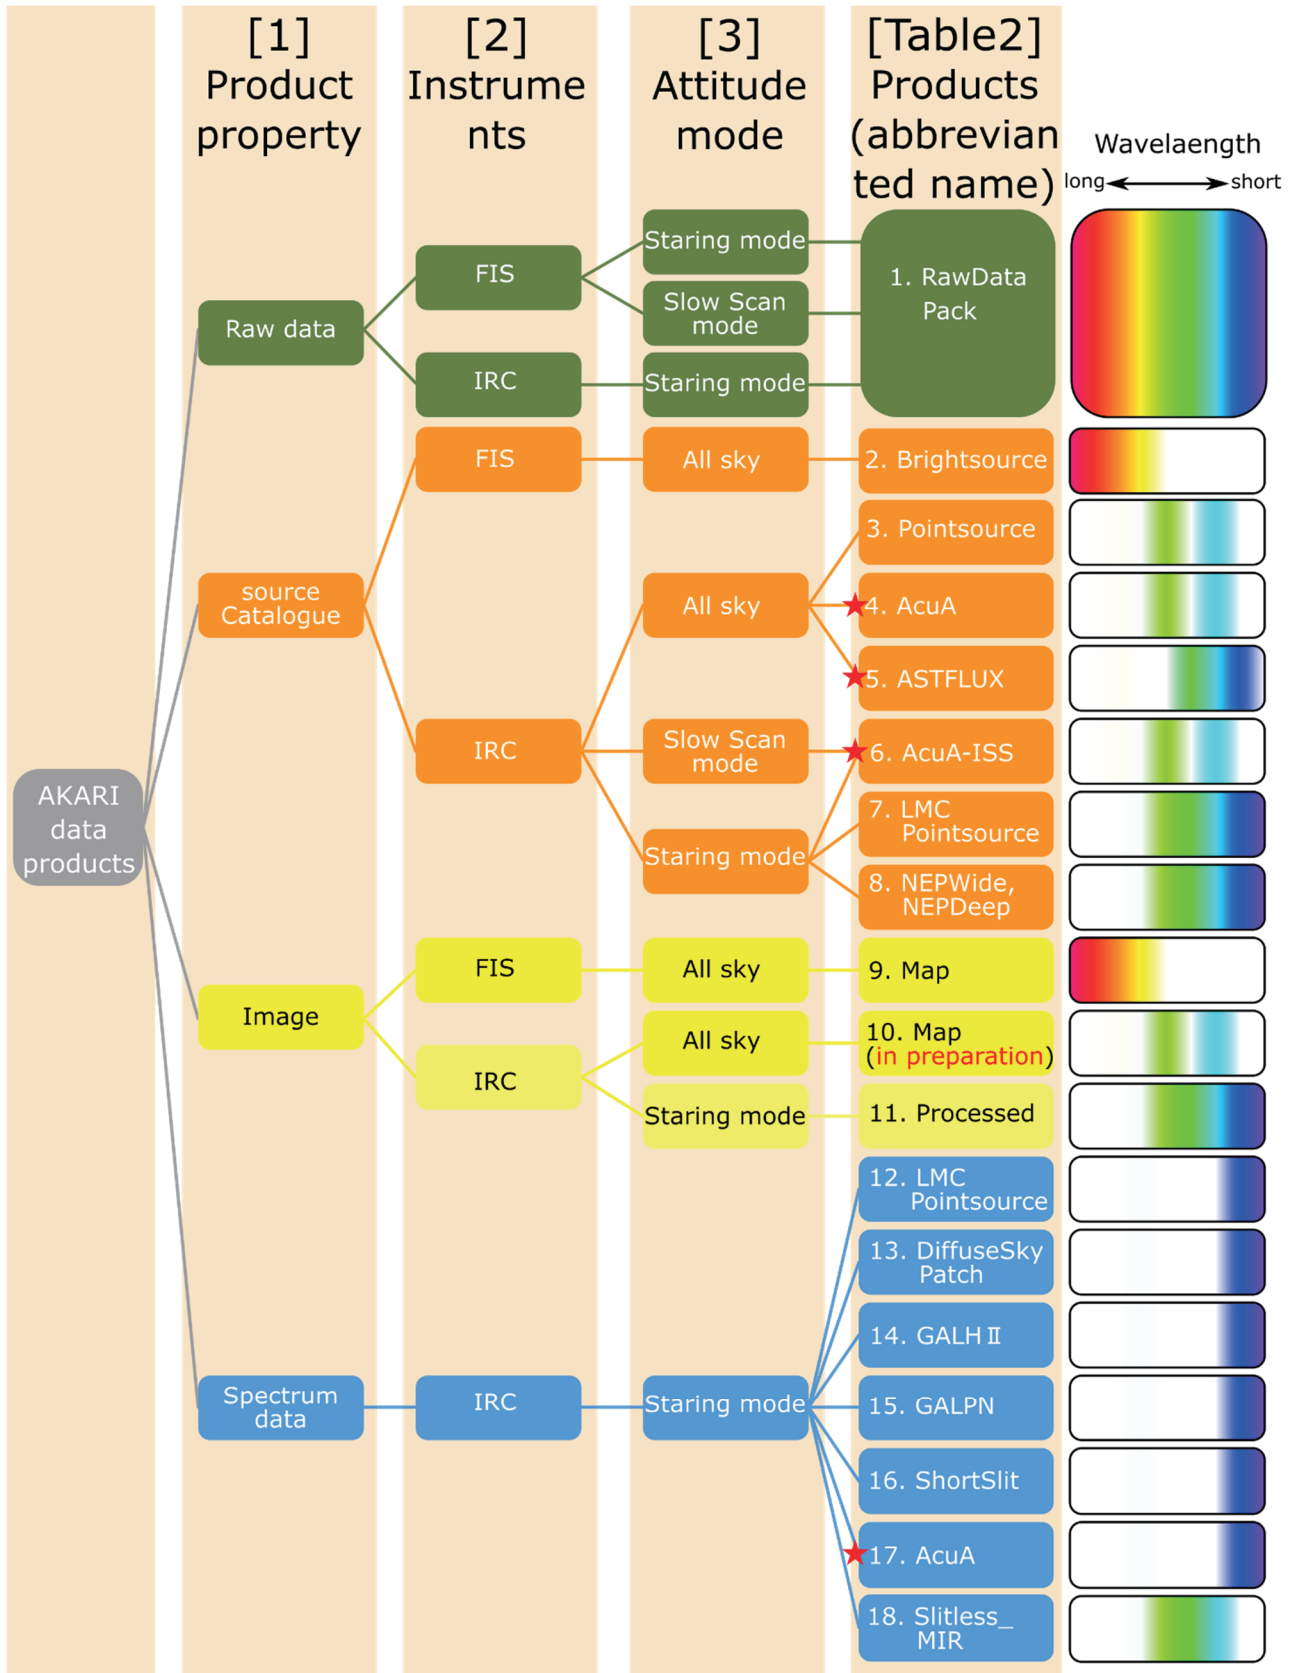 [1]
Product
property
[2]
Instrume
nts
[3]
Attitude
mode
[Table2]
Products
(abbrevian
ted name)
Wavelaength
long
short
AKARI
data
products
Raw data
FIS
Staring mode
Slow Scan
mode
IRC
Staring mode
1. RawData
Pack
source
Catalogue
FIS
All sky
2. Brightsource
IRC
All sky
3. Pointsource
4. AcuA
5. ASTFLUX
Slow Scan
mode
6. AcuA-ISS
Staring mode
7. LMC
Pointsource
8. NEPWide,
NEPDeep
Image
FIS
All sky
9. Map
IRC
All sky
10. Map
(in preparation)
Staring mode
11. Processed
Spectrum
data
IRC
Staring mode
12. LMC
Pointsource
13. DiffuseSky
Patch
14. GALHⅡ
15. GALPN
16. ShortSlit
17. AcuA
18. Slitless_
MIR